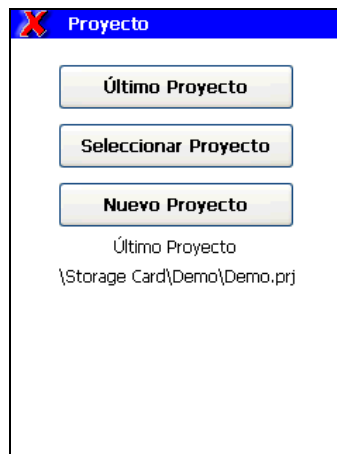 Proyecto
Último Proyecto
Seleccionar Proyecto
Nuevo Proyecto
Último Proyecto
\Storage Card\Demo\Demo.prj